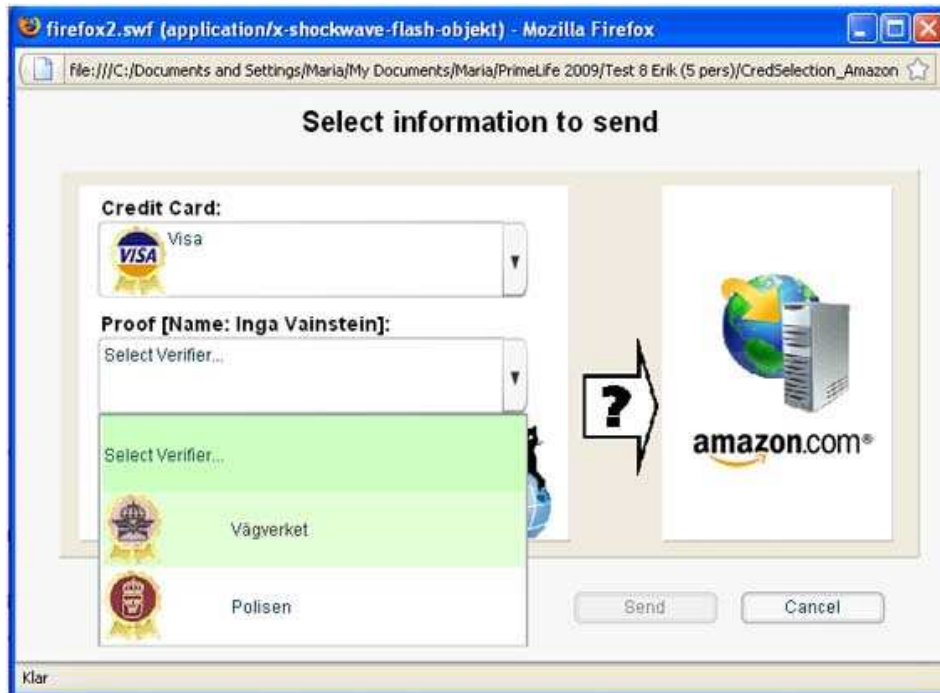 firefox2.swf (application/x-shockwave-flash-objekt) - Mozilla Firefox
file:///C:/Documents and Settings/Maria/My Documents/Maria/PrimeLife 2009/Test 8 Erik (5 pers)/CredSelection_Amazon
Select information to send
Credit Card:
VISA Visa
Proof [Name: Inga Vainstein]:
Select Verifier...
?
amazon.com®
Select Verifier...
Vägverket
Polisen
Send Cancel
Klar